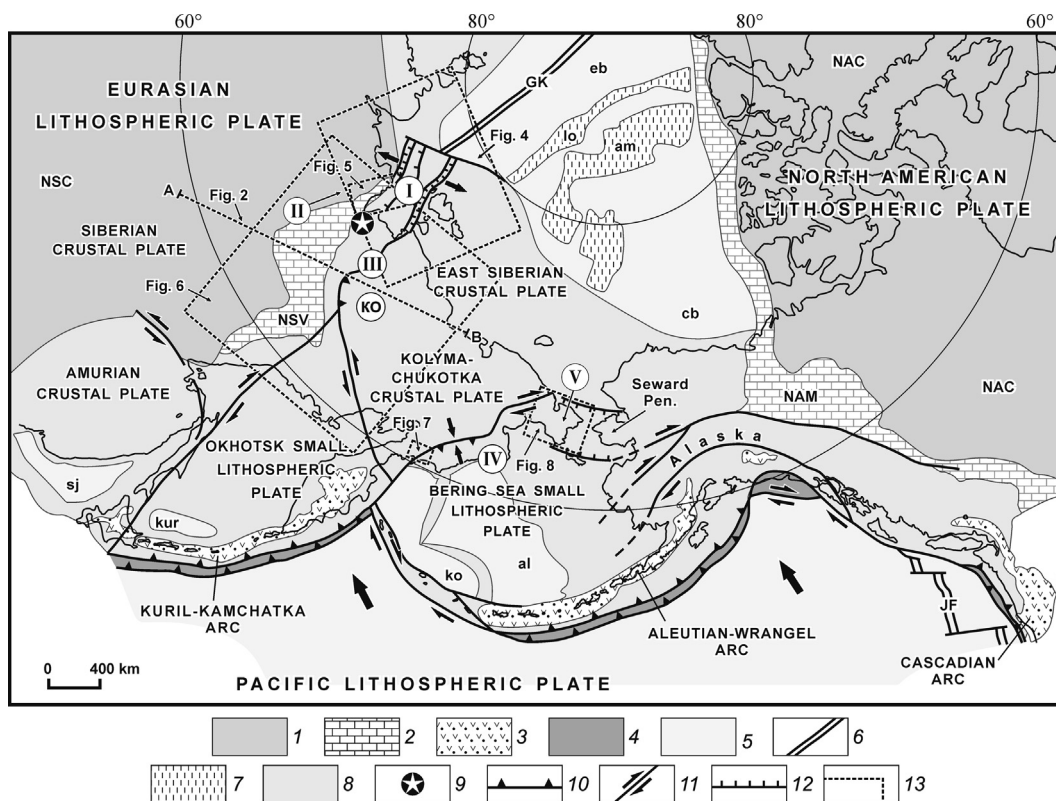 60° 80° 80° 60°
NAC
EURASIAN
LITHOSPHERIC PLATE
GK
eb
lo
am
Fig. 4
Fig. 5
NSC
A
Fig. 2
I
II
NORTH AMERICAN
LITHOSPHERIC PLATE
SIBERIAN
CRUSTAL PLATE
III
EAST SIBERIAN
CRUSTAL PLATE
Fig. 6
KO
NSV
cb
B
AMURIAN
CRUSTAL PLATE
KOLYMA-
CHUKOTKA
CRUSTAL PLATE
V
Seward
Pen.
NAM
NAC
Fig. 7
Alaska
OKHOTSK SMALL
LITHOSPHERIC
PLATE
IV
Fig. 8
BERING SEA SMALL
LITHOSPHERIC
PLATE
sj
kur
ko
al
JF
KURIL-KAMCHATKA
ARC
ALEUTIAN-WRANGEL
ARC
CASCADIAN
ARC
0 400 km
PACIFIC LITHOSPHERIC PLATE
1 2 3 4 5 6
7 8 9 10 11 12 13